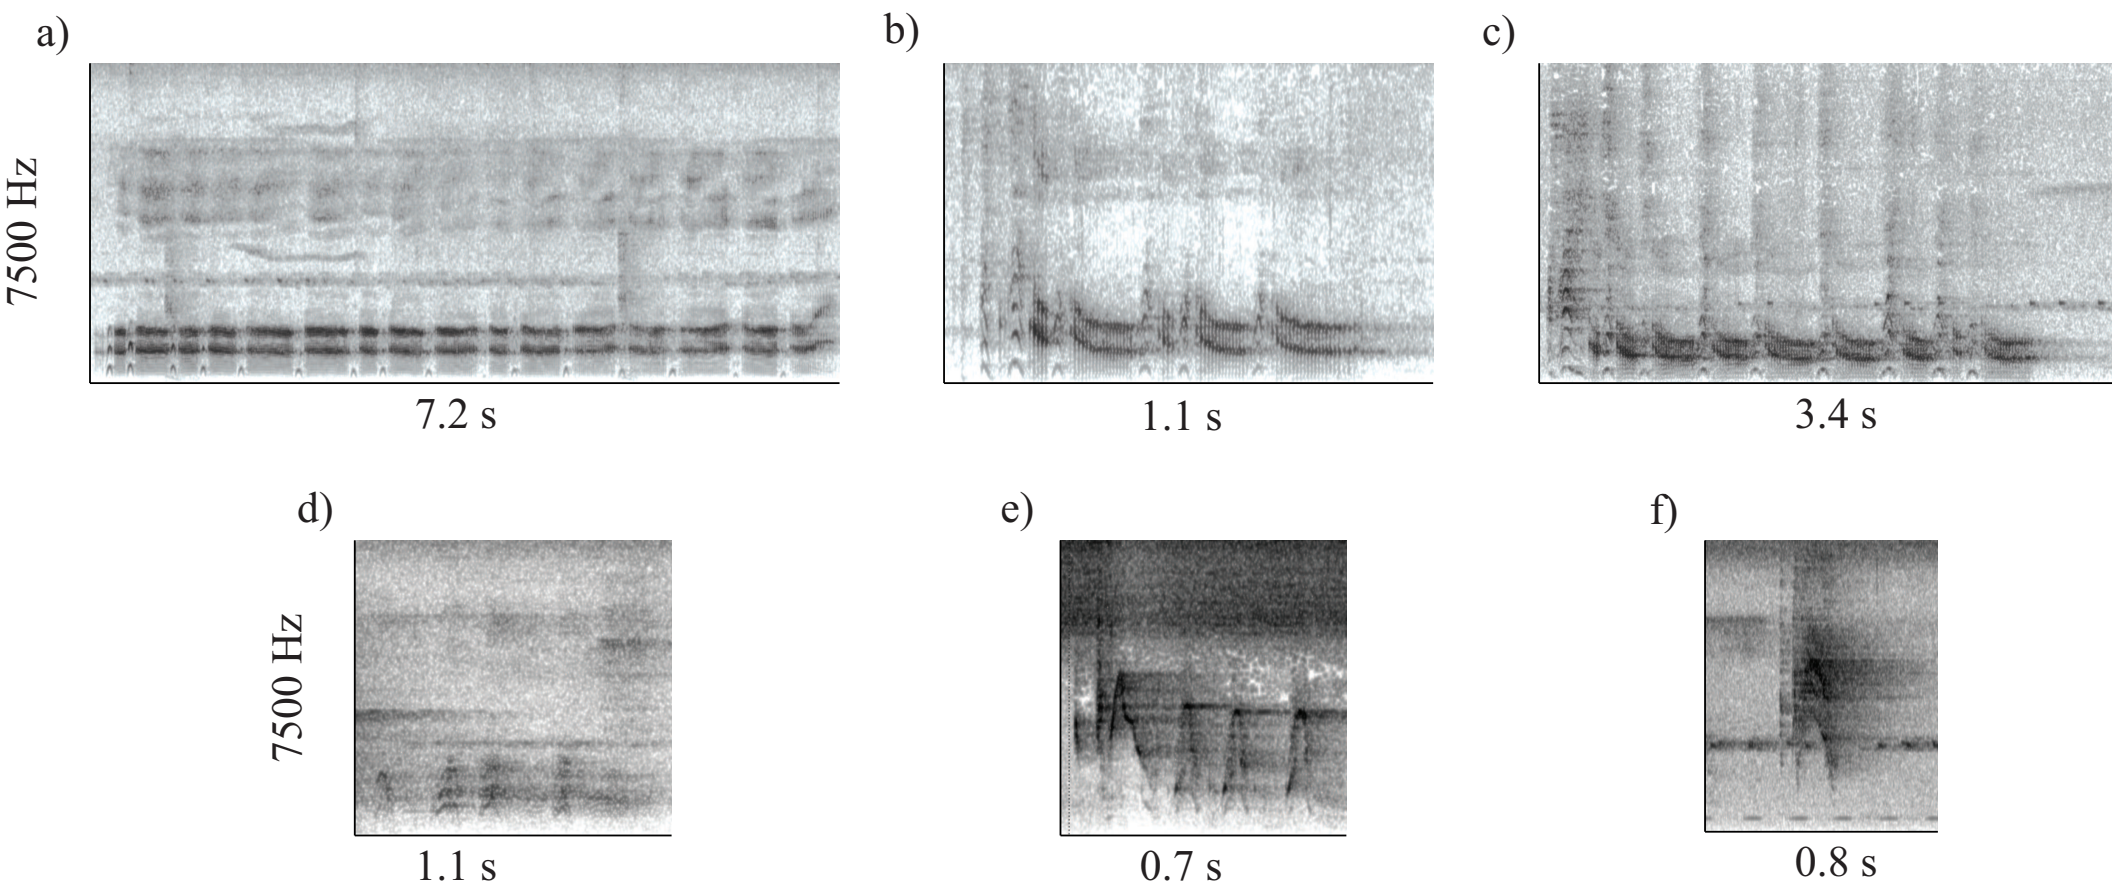 a)
b)
c)
7500 Hz
7.2 s
1.1 s
3.4 s
d)
e)
f)
7500 Hz
1.1 s
0.7 s
0.8 s